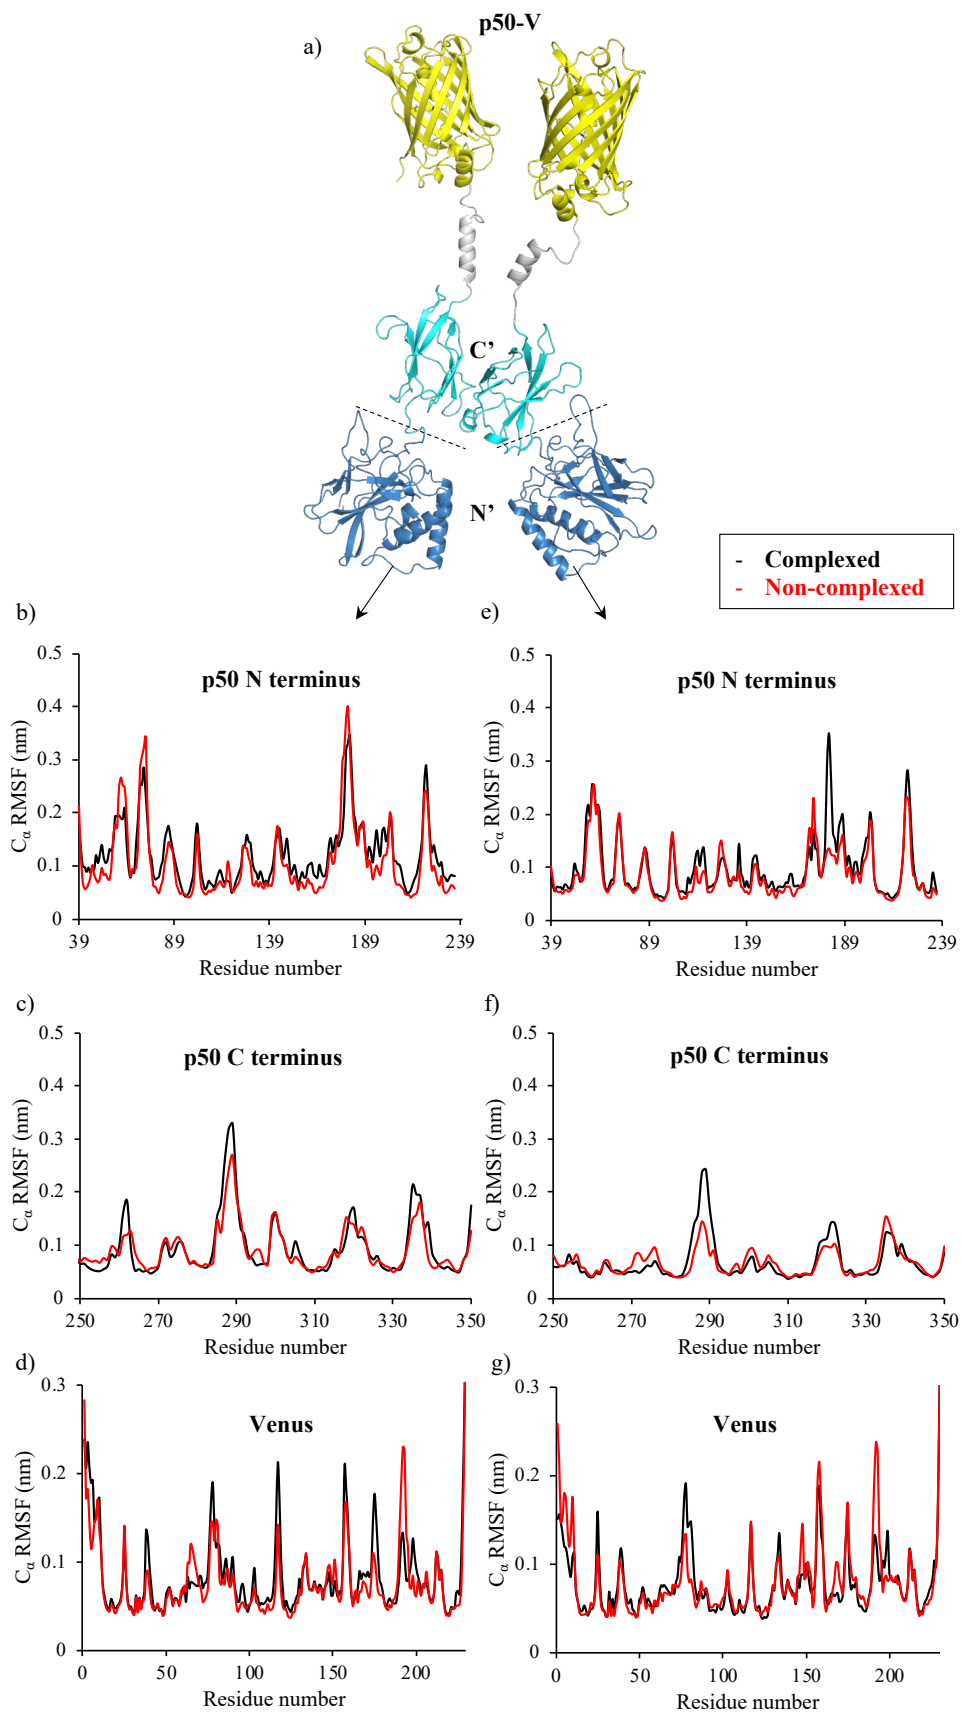 p50-V
a)
C’
N’
- Complexed
- Non-complexed
b)
e)
p50 N terminus
p50 N terminus
Cα RMSF (nm)
0.5
0.4
0.3
0.2
0.1
0
39 89 139 189 239
Residue number
Cα RMSF (nm)
0.5
0.4
0.3
0.2
0.1
0
39 89 139 189 239
Residue number
c)
f)
p50 C terminus
p50 C terminus
Cα RMSF (nm)
0.5
0.4
0.3
0.2
0.1
0
250 270 290 310 330 350
Residue number
Cα RMSF (nm)
0.5
0.4
0.3
0.2
0.1
0
250 270 290 310 330 350
Residue number
d)
g)
Venus
Venus
Cα RMSF (nm)
0.3
0.2
0.1
0
0 50 100 150 200
Residue number
Cα RMSF (nm)
0.3
0.2
0.1
0
0 50 100 150 200
Residue number